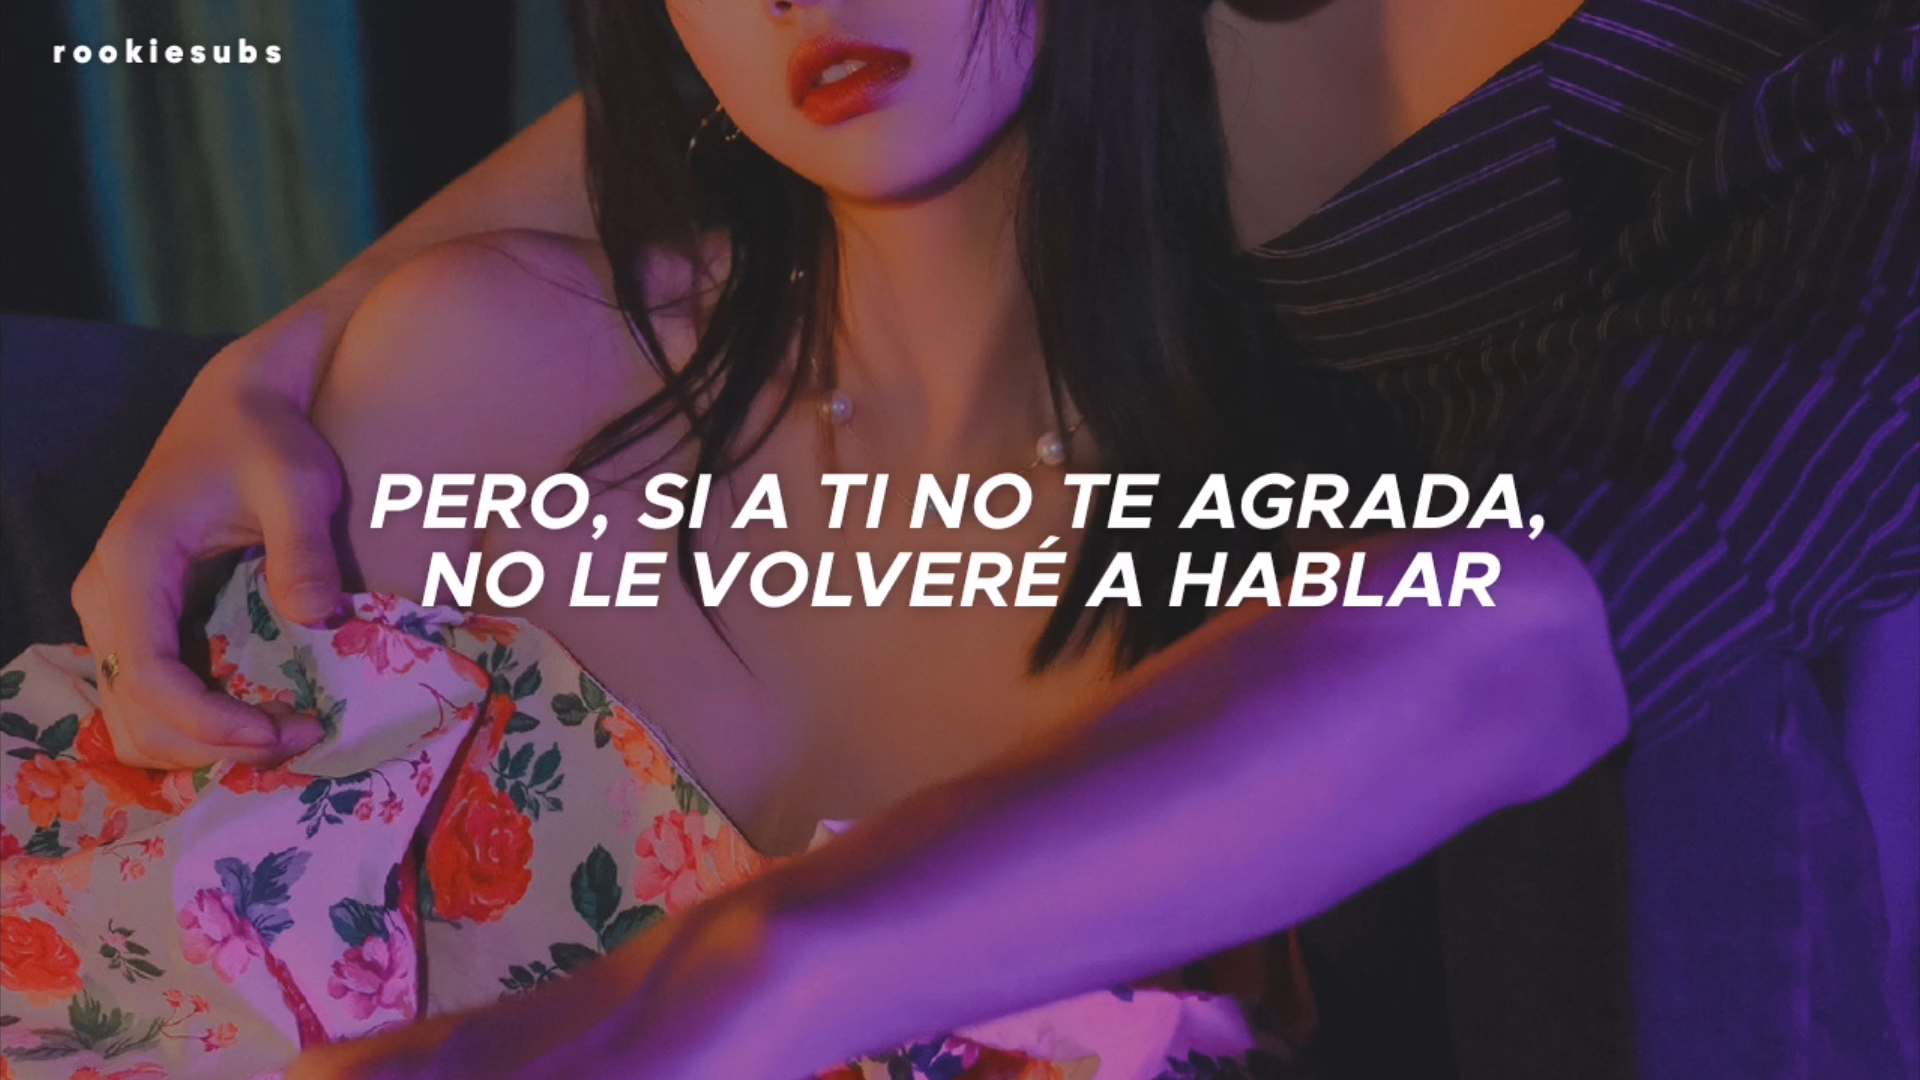 rookiesubs
PERO, SI A TI NO TE AGRADA,
NO LE VOLVERÉ A HABLAR